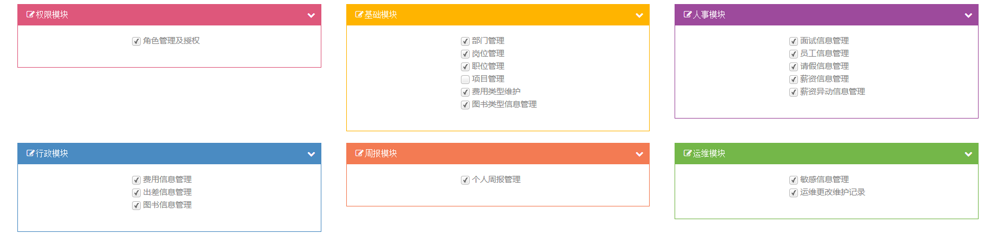 权限模块
角色管理及授权
基础模块
部门管理
岗位管理
职位管理
项目管理
费用类型维护
图书类型信息管理
人事模块
面试信息管理
员工信息管理
请假信息管理
薪资信息管理
薪资异动信息管理
行政模块
费用信息管理
出差信息管理
图书信息管理
周报模块
个人周报管理
运维模块
敏感信息管理
运维更改维护记录